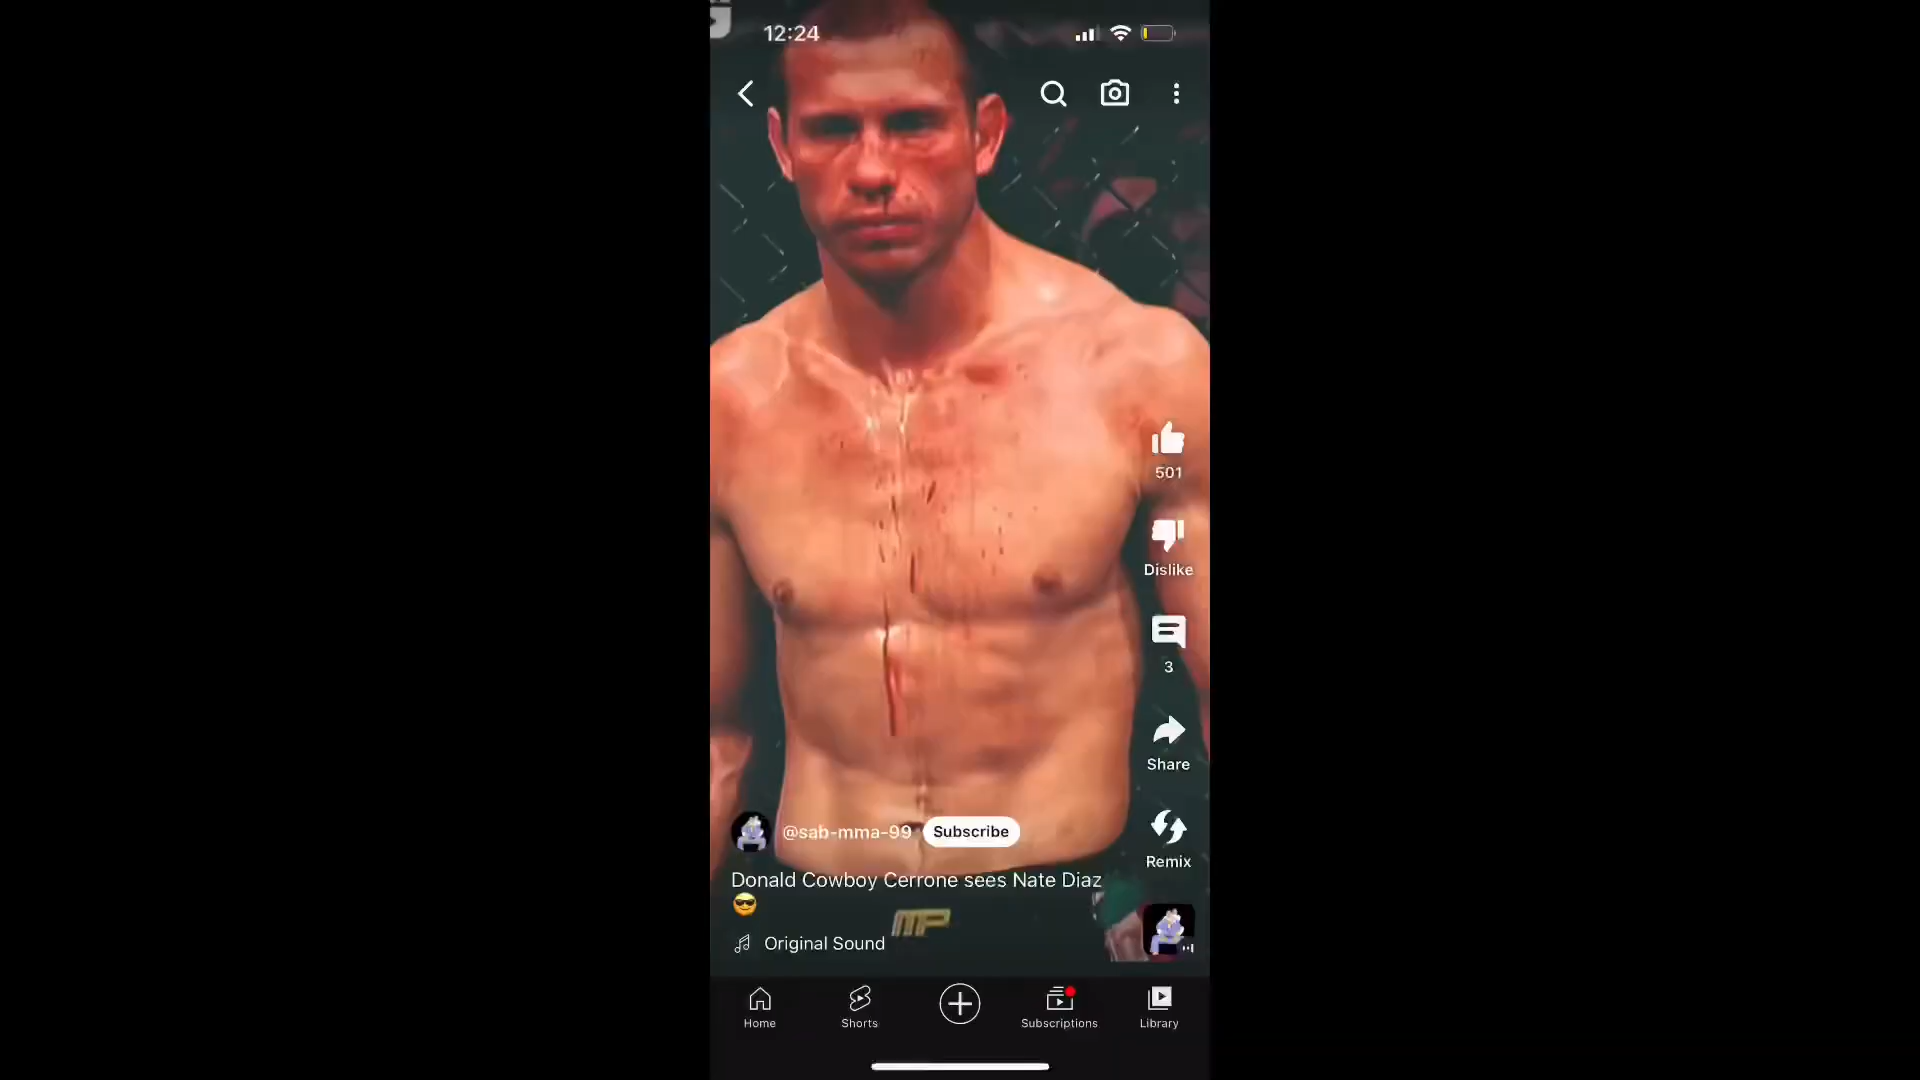 12:24
501
Dislike
3
Share
Remix
@sab-mma-99 Subscribe
Donald Cowboy Cerrone sees Nate Diaz
😎
MP
Original Sound
Home Shorts Subscriptions Library